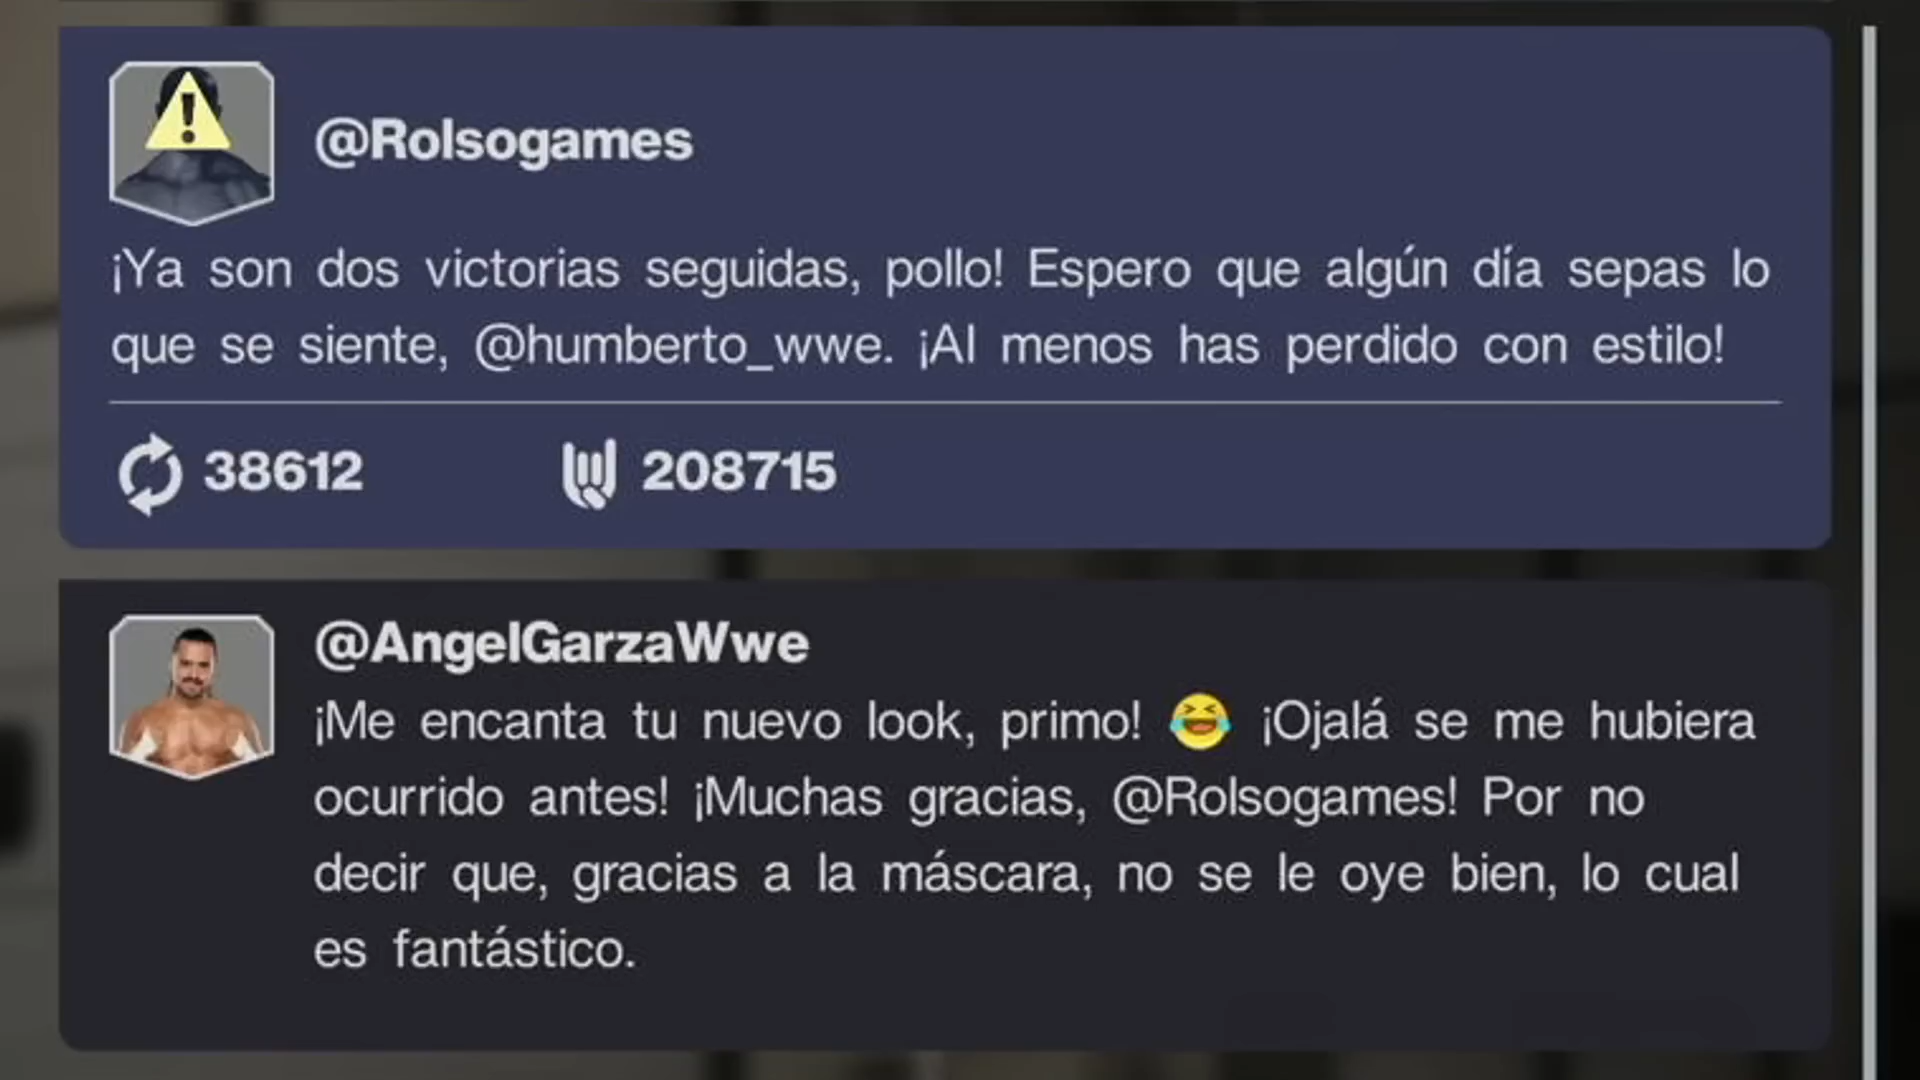 @Rolsogames
¡Ya son dos victorias seguidas, pollo! Espero que algún día sepas lo
que se siente, @humberto_wwe. ¡Al menos has perdido con estilo!
38612 208715
@AngelGarzaWwe
¡Me encanta tu nuevo look, primo! 😂 ¡Ojalá se me hubiera
ocurrido antes! ¡Muchas gracias, @Rolsogames! Por no
decir que, gracias a la máscara, no se le oye bien, lo cual
es fantástico.